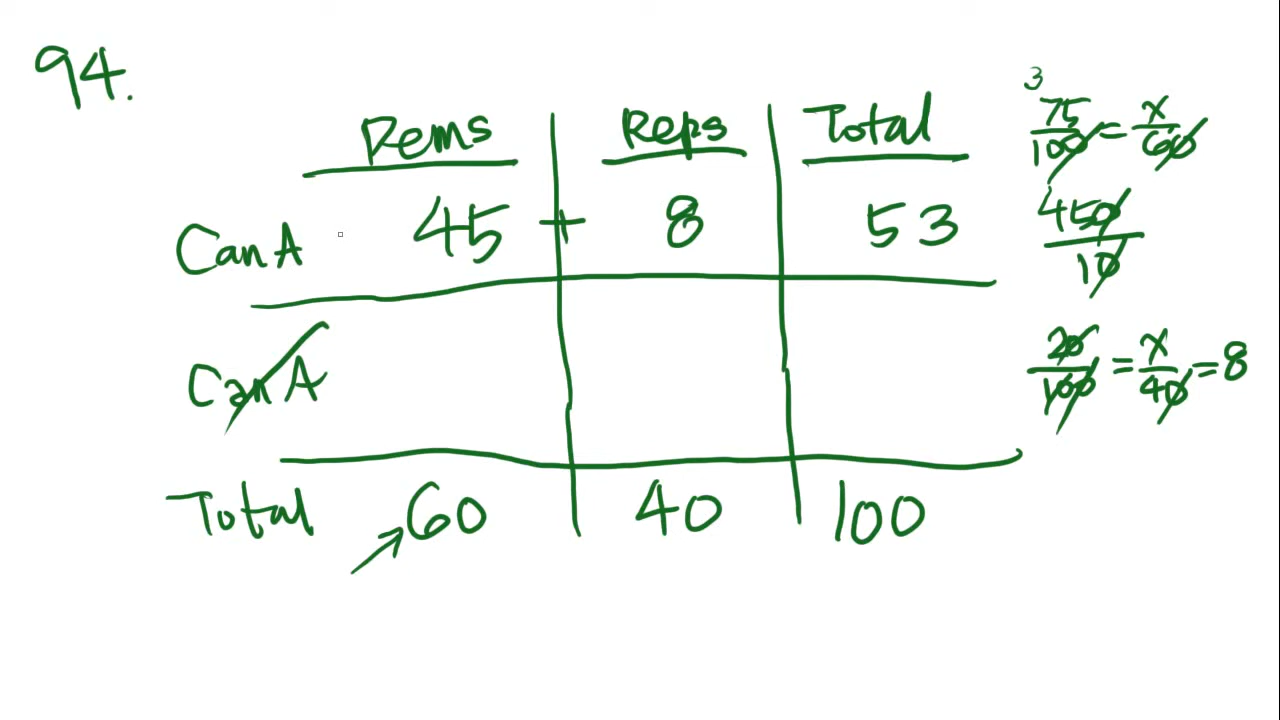 94.
Dems Reps Total
Can A 45 + 8 53
Can A
Total 60 40 100
3
75/100 = x/60
450/10
20/100 = x/40 = 8